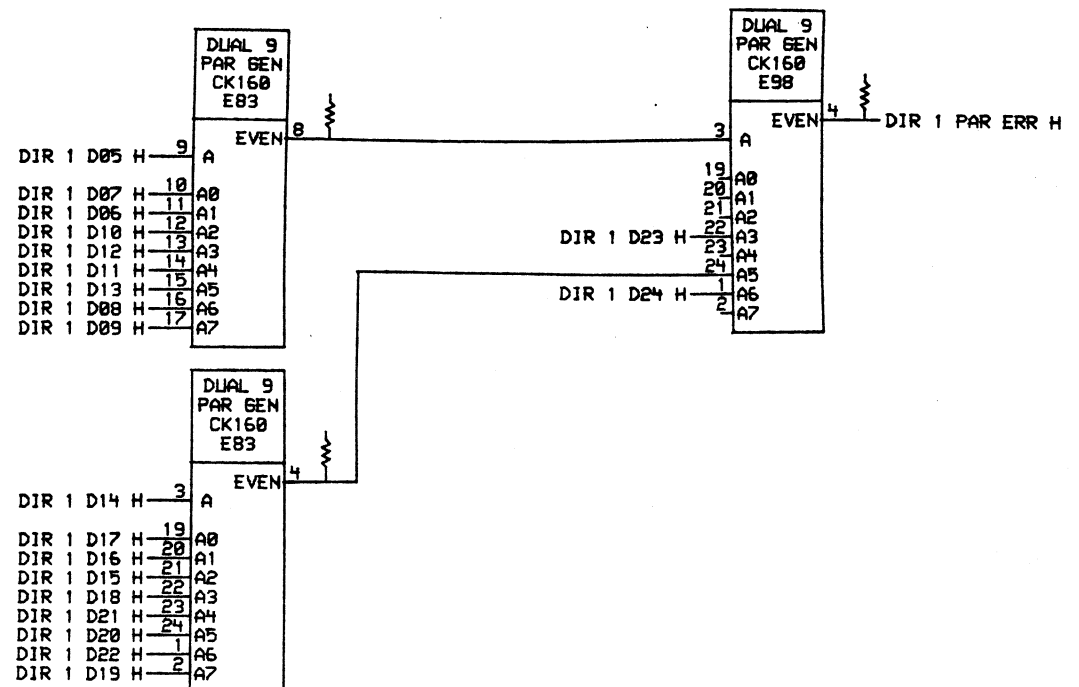 DUAL 9
PAR GEN
CK160
E83
EVEN 8
DIR 1 D05 H 9 A
DIR 1 D07 H 10 A0
DIR 1 D06 H 11 A1
DIR 1 D10 H 12 A2
DIR 1 D12 H 13 A3
DIR 1 D11 H 14 A4
DIR 1 D13 H 15 A5
DIR 1 D08 H 16 A6
DIR 1 D09 H 17 A7
DUAL 9
PAR GEN
CK160
E98
EVEN 4 DIR 1 PAR ERR H
3 A
19 A0
20 A1
21 A2
DIR 1 D23 H 22 A3
23 A4
24 A5
DIR 1 D24 H 1 A6
2 A7
DUAL 9
PAR GEN
CK160
E83
EVEN 4
DIR 1 D14 H 3 A
DIR 1 D17 H 19 A0
DIR 1 D16 H 20 A1
DIR 1 D15 H 21 A2
DIR 1 D18 H 22 A3
DIR 1 D21 H 23 A4
DIR 1 D20 H 24 A5
DIR 1 D22 H 1 A6
DIR 1 D19 H 2 A7